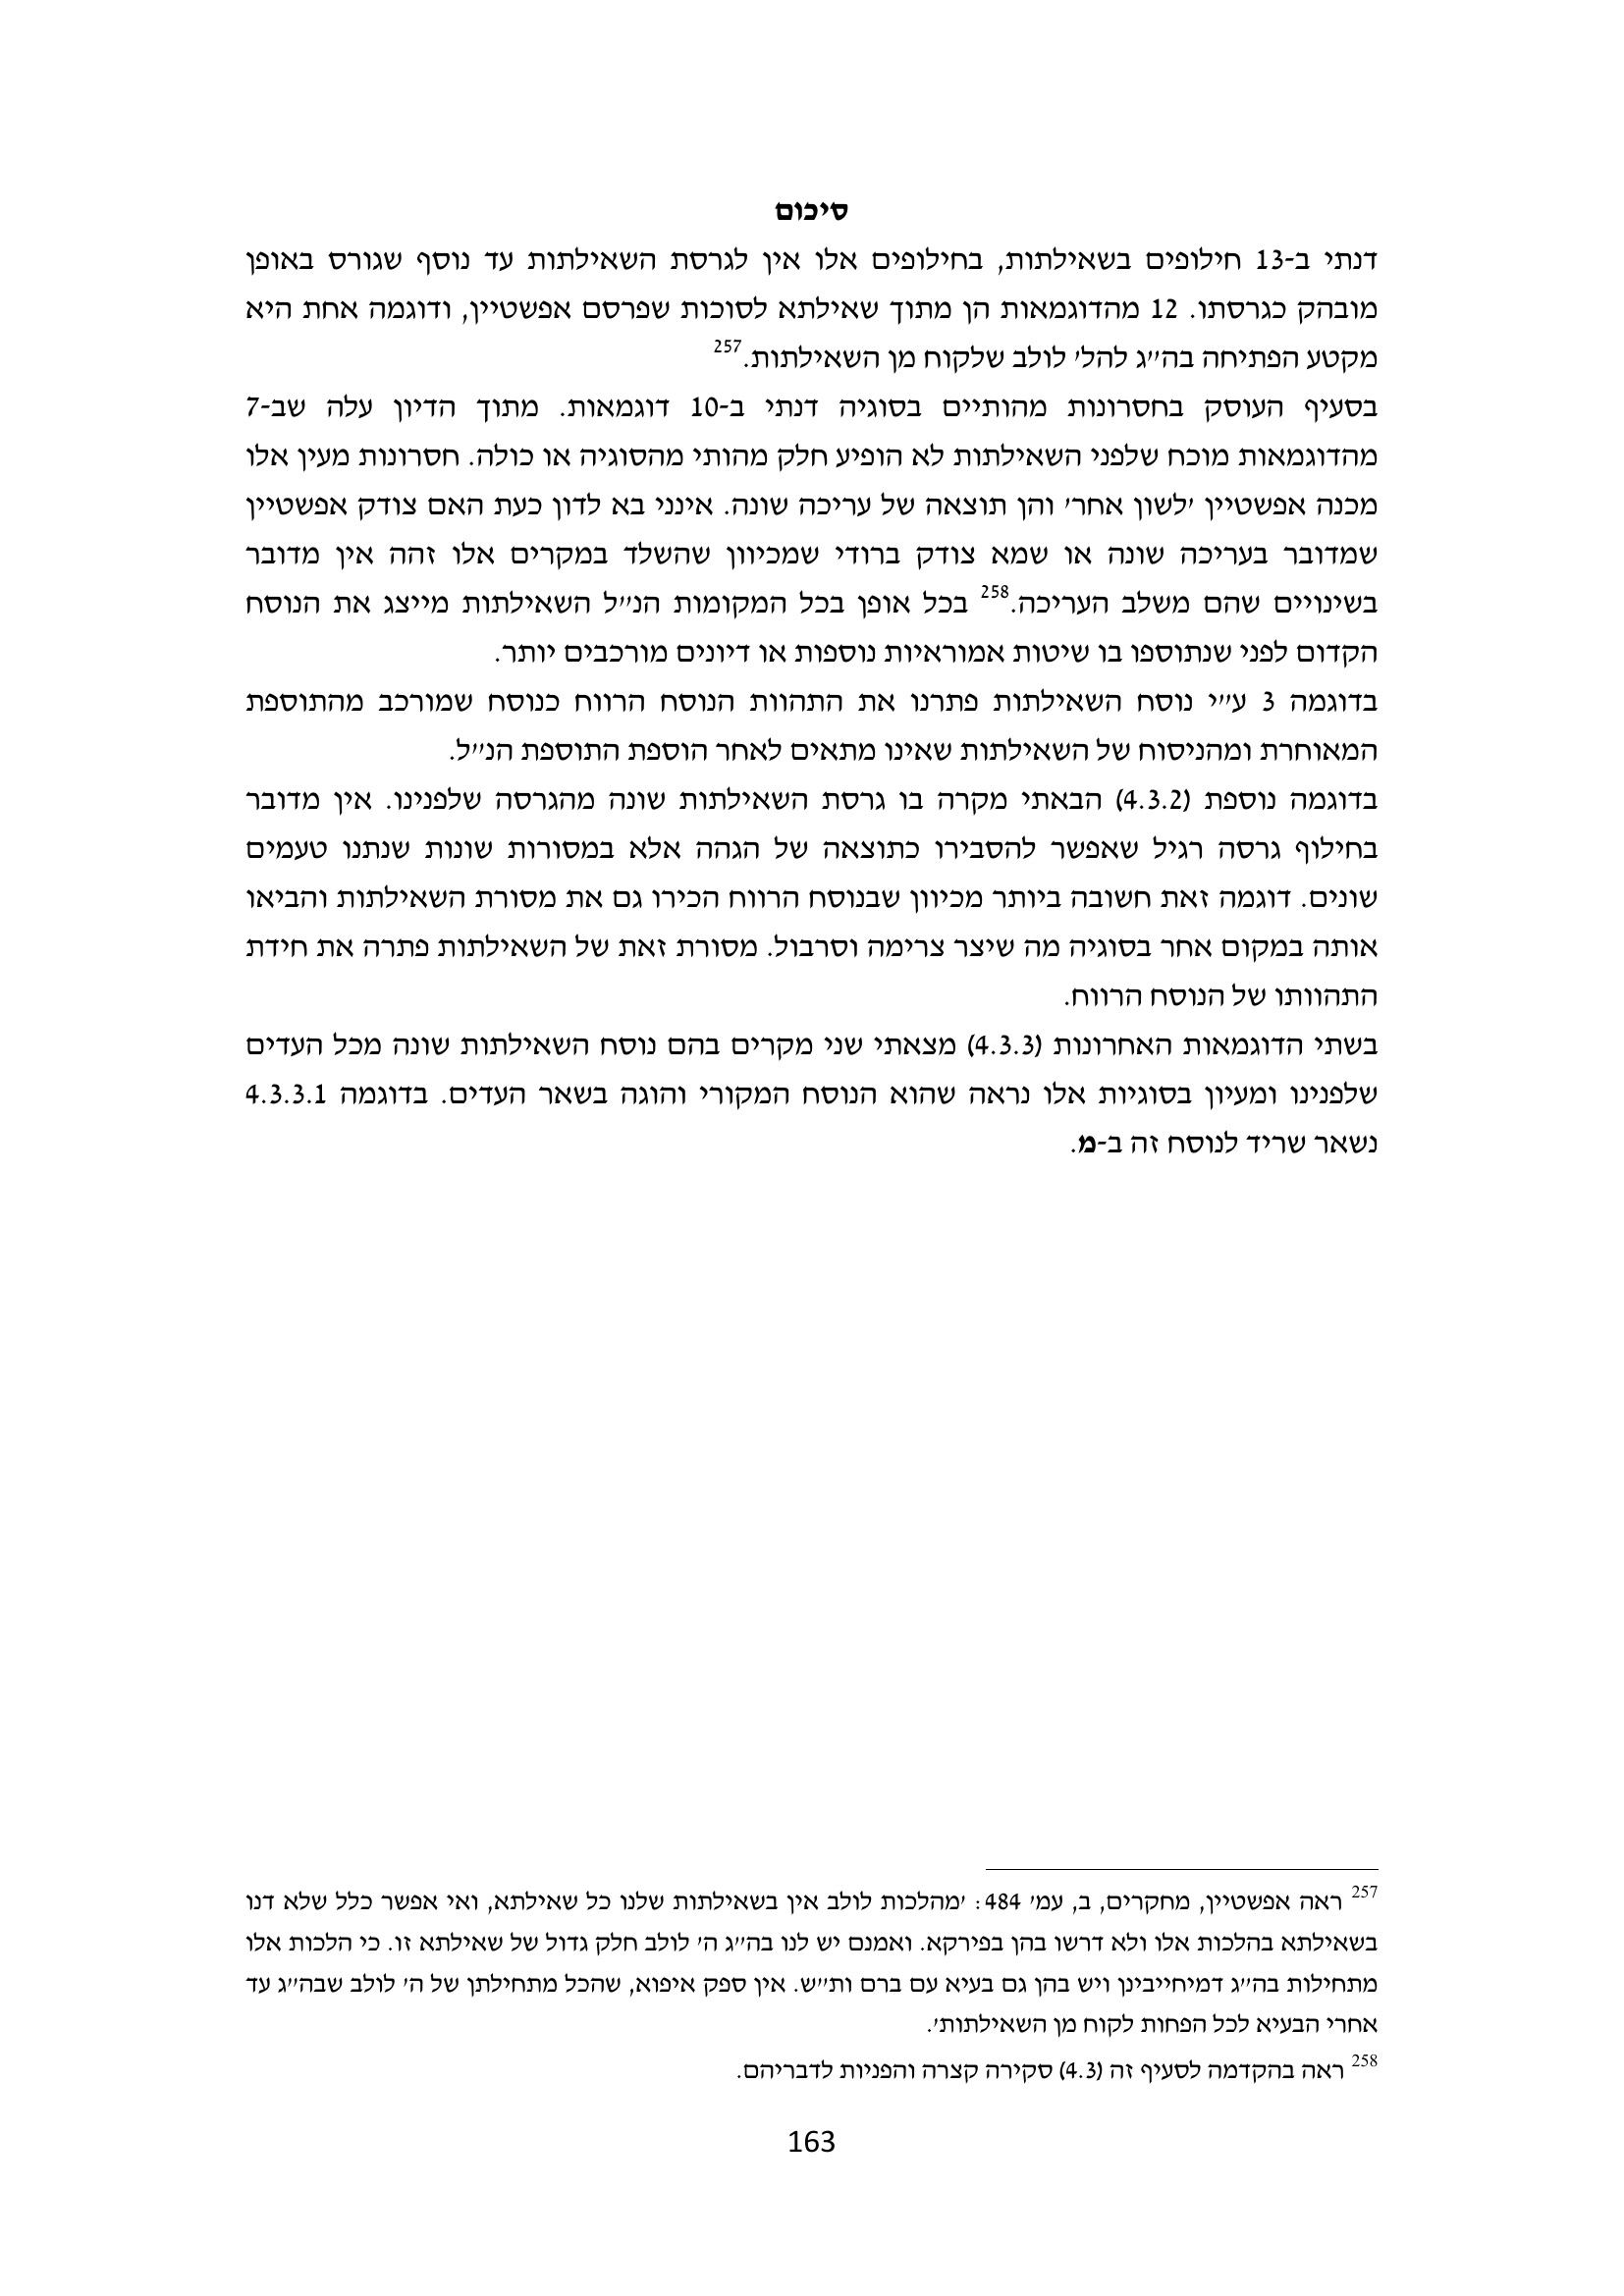 סיכום
דנתי ב-13 חילופים בשאילתות, בחילופים אלו אין לגרסת השאילתות עד נוסף שגורס באופן
מובהק כגרסתו. 12 מהדוגמאות הן מתוך שאילתא לסוכות שפרסם אפשטיין, ודוגמה אחת היא
מקטע הפתיחה בה״ג להל׳ לולב שלקוח מן השאילתות.257
בסעיף העוסק בחסרונות מהותיים בסוגיה דנתי ב-10 דוגמאות. מתוך הדיון עלה שב-7
מהדוגמאות מוכח שלפני השאילתות לא הופיע חלק מהותי מהסוגיה או כולה. חסרונות מעין אלו
מכנה אפשטיין ׳לשון אחר׳ והן תוצאה של עריכה שונה. אינני בא לדון כעת האם צודק אפשטיין
שמדובר בעריכה שונה או שמא צודק ברודי שמכיוון שהשלד במקרים אלו זהה אין מדובר
בשינויים שהם משלב העריכה.258 בכל אופן בכל המקומות הנ״ל השאילתות מייצג את הנוסח
הקדום לפני שנתוספו בו שיטות אמוראיות נוספות או דיונים מורכבים יותר.
בדוגמה 3 ע״י נוסח השאילתות פתרנו את התהוות הנוסח הרווח כנוסח שמורכב מהתוספת
המאוחרת ומהניסוח של השאילתות שאינו מתאים לאחר הוספת התוספת הנ״ל.
בדוגמה נוספת (4.3.2) הבאתי מקרה בו גרסת השאילתות שונה מהגרסה שלפנינו. אין מדובר
בחילוף גרסה רגיל שאפשר להסבירו כתוצאה של הגהה אלא במסורות שונות שנתנו טעמים
שונים. דוגמה זאת חשובה ביותר מכיוון שבנוסח הרווח הכירו גם את מסורת השאילתות והביאו
אותה במקום אחר בסוגיה מה שיצר צרימה וסרבול. מסורת זאת של השאילתות פתרה את חידת
התהוותו של הנוסח הרווח.
בשתי הדוגמאות האחרונות (4.3.3) מצאתי שני מקרים בהם נוסח השאילתות שונה מכל העדים
שלפנינו ומעיון בסוגיות אלו נראה שהוא הנוסח המקורי והוגה בשאר העדים. בדוגמה 4.3.3.1
נשאר שריד לנוסח זה ב-מ.
257 ראה אפשטיין, מחקרים, ב, עמ׳ 484: ׳מהלכות לולב אין בשאילתות שלנו כל שאילתא, ואי אפשר כלל שלא דנו
בשאילתא בהלכות אלו ולא דרשו בהן בפירקא. ואמנם יש לנו בה״ג ה׳ לולב חלק גדול של שאילתא זו. כי הלכות אלו
מתחילות בה״ג דמיחייבינן ויש בהן גם בעיא עם ברם ות״ש. אין ספק איפוא, שהכל מתחילתן של ה׳ לולב שבה״ג עד
אחרי הבעיא לכל הפחות לקוח מן השאילתות׳.
258 ראה בהקדמה לסעיף זה (4.3) סקירה קצרה והפניות לדבריהם.
163